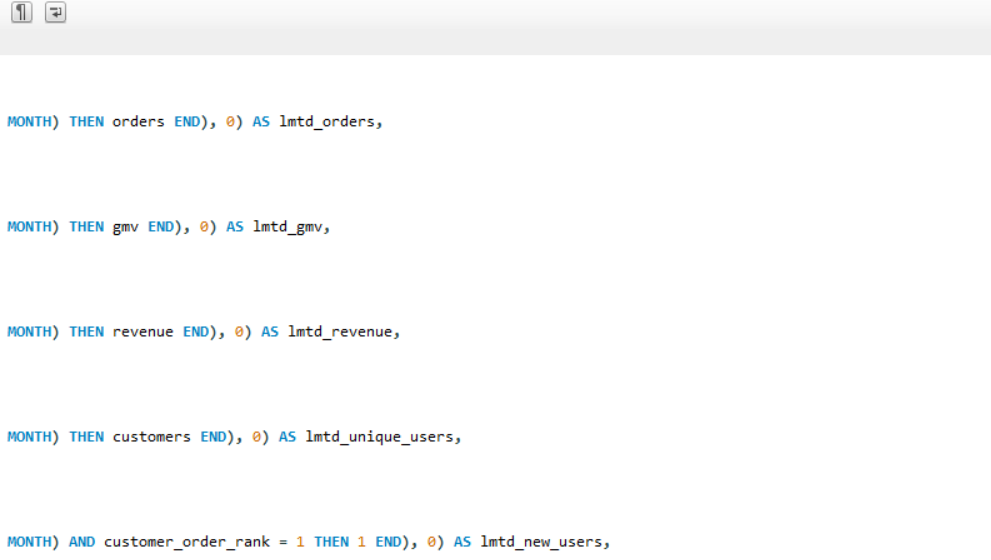 MONTH) THEN orders END), 0) AS lmtd_orders,
MONTH) THEN gmv END), 0) AS lmtd_gmv,
MONTH) THEN revenue END), 0) AS lmtd_revenue,
MONTH) THEN customers END), 0) AS lmtd_unique_users,
MONTH) AND customer_order_rank = 1 THEN 1 END), 0) AS lmtd_new_users,